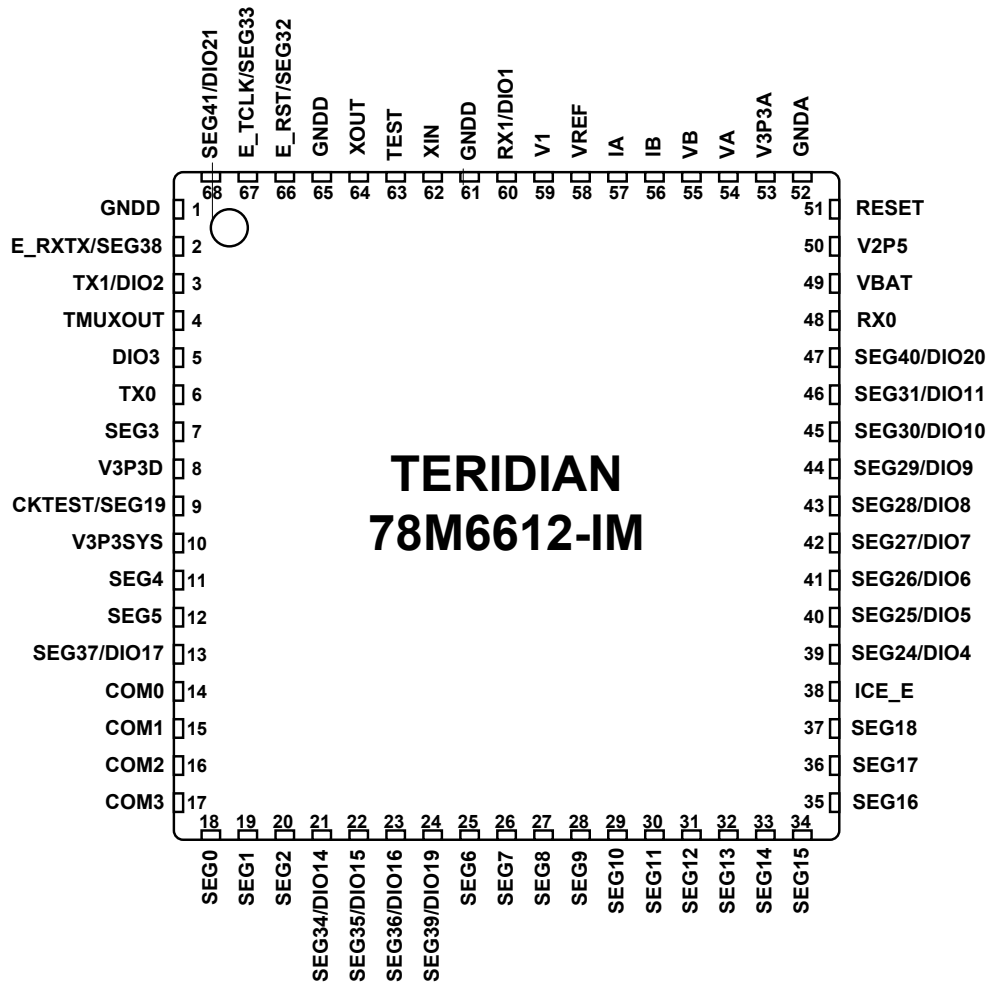 SEG41/DIO21
E_TCLK/SEG33
E_RST/SEG32
GNDD
XOUT
TEST
XIN
GNDD
RX1/DIO1
V1
VREF
IA
IB
VB
VA
V3P3A
GNDA
68 67 66 65 64 63 62 61 60 59 58 57 56 55 54 53 52
GNDD 1
E_RXTX/SEG38 2
TX1/DIO2 3
TMUXOUT 4
DIO3 5
TX0 6
SEG3 7
V3P3D 8
CKTEST/SEG19 9
V3P3SYS 10
SEG4 11
SEG5 12
SEG37/DIO17 13
COM0 14
COM1 15
COM2 16
COM3 17
TERIDIAN
78M6612-IM
51 RESET
50 V2P5
49 VBAT
48 RX0
47 SEG40/DIO20
46 SEG31/DIO11
45 SEG30/DIO10
44 SEG29/DIO9
43 SEG28/DIO8
42 SEG27/DIO7
41 SEG26/DIO6
40 SEG25/DIO5
39 SEG24/DIO4
38 ICE_E
37 SEG18
36 SEG17
35 SEG16
18 19 20 21 22 23 24 25 26 27 28 29 30 31 32 33 34
SEG0
SEG1
SEG2
SEG34/DIO14
SEG35/DIO15
SEG36/DIO16
SEG39/DIO19
SEG6
SEG7
SEG8
SEG9
SEG10
SEG11
SEG12
SEG13
SEG14
SEG15